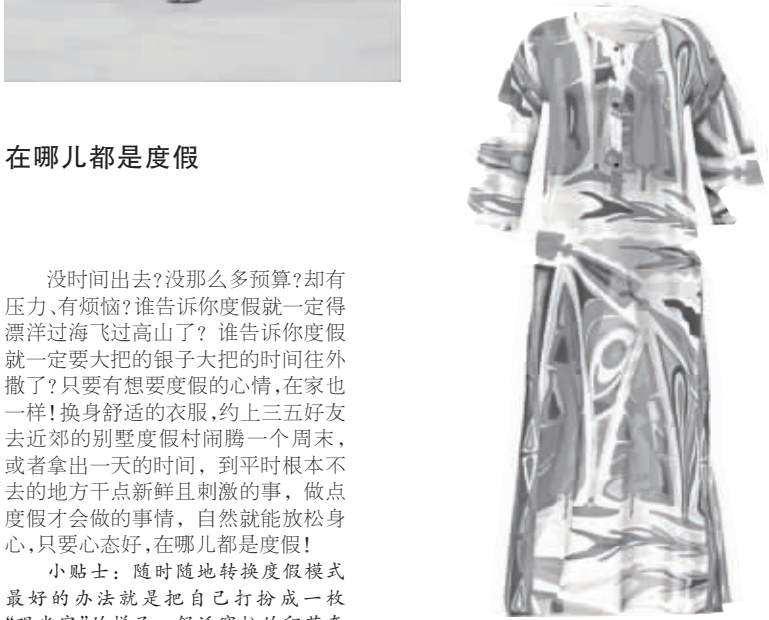 在哪儿都是度假
没时间出去?没那么多预算?却有
压力、有烦恼?谁告诉你度假就一定得
漂洋过海飞过高山了?谁告诉你度假
就一定要大把的银子大把的时间往外
撒了?只要有想要度假的心情,在家也
一样!换身舒适的衣服,约上三五好友
去近郊的别墅度假村闹腾一个周末,
或者拿出一天的时间,到平时根本不
去的地方干点新鲜且刺激的事,做点
度假才会做的事情,自然就能放松身
心,只要心态好,在哪儿都是度假!
小贴士:随时随地转换度假模式
最好的办法就是把自己打扮成一枚